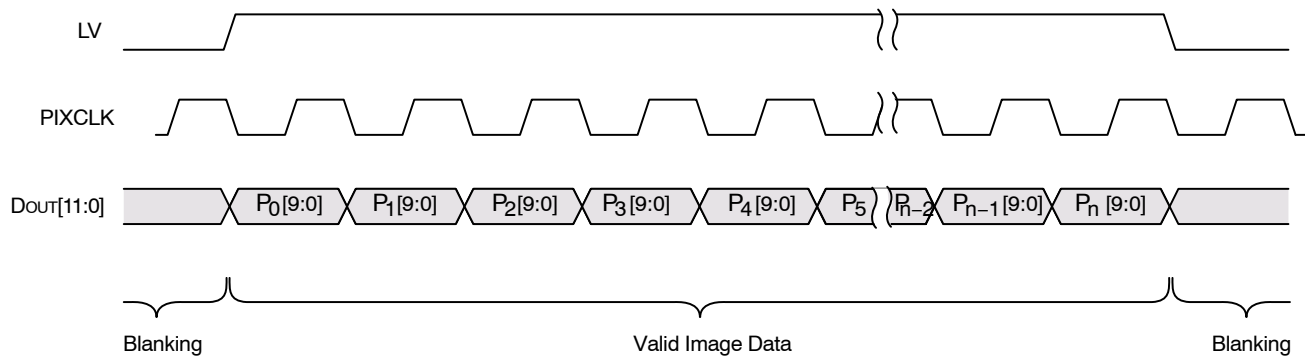 LV
PIXCLK
DOUT[11:0]
P0[9:0] P1[9:0] P2[9:0] P3[9:0] P4[9:0] P5 Pn−2 Pn−1[9:0] Pn [9:0]
Blanking Valid Image Data Blanking